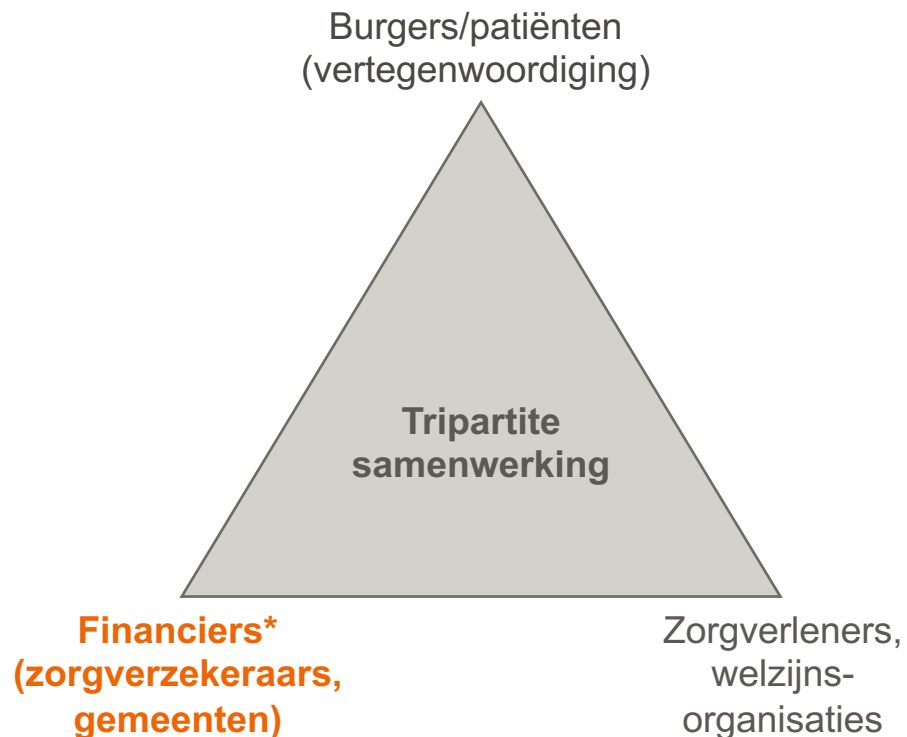 Burgers/patiënten
(vertegenwoordiging)
Tripartite
samenwerking
Financiers*
(zorgverzekeraars,
gemeenten)
Zorgverleners,
welzijns-
organisaties